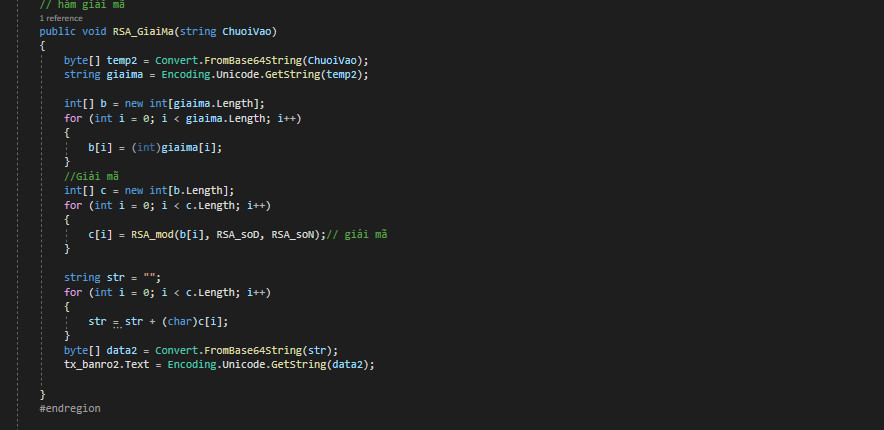 // hàm giải mã
1 reference
public void RSA_GiaiMa(string ChuoiVao)
{
byte[] temp2 = Convert.FromBase64String(ChuoiVao);
string giaima = Encoding.Unicode.GetString(temp2);
int[] b = new int[giaima.Length];
for (int i = 0; i < giaima.Length; i++)
{
b[i] = (int)giaima[i];
}
//Giải mã
int[] c = new int[b.Length];
for (int i = 0; i < c.Length; i++)
{
c[i] = RSA_mod(b[i], RSA_soD, RSA_soN);// giải mã
}
string str = "";
for (int i = 0; i < c.Length; i++)
{
str = str + (char)c[i];
}
byte[] data2 = Convert.FromBase64String(str);
tx_banro2.Text = Encoding.Unicode.GetString(data2);
}
#endregion